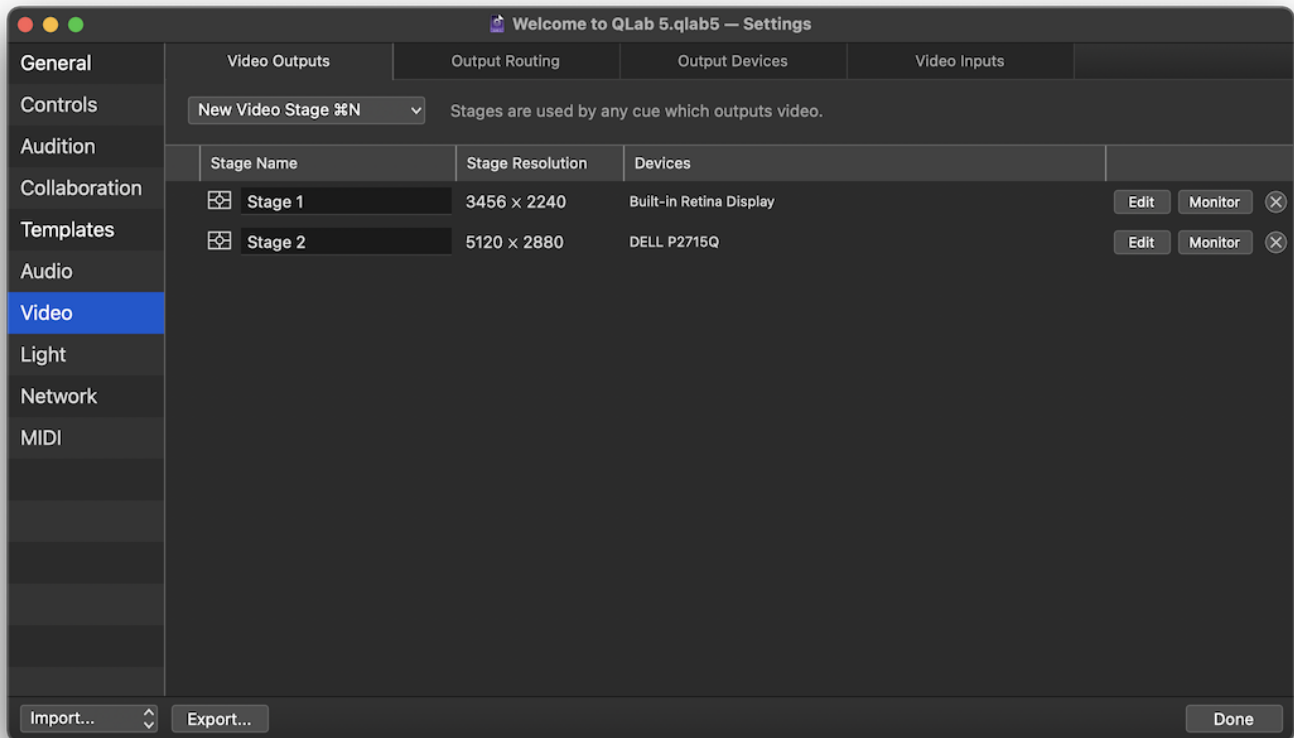 Welcome to QLab 5.qlab5 — Settings
General
Controls
Audition
Collaboration
Templates
Audio
Video
Light
Network
MIDI
Video Outputs
Output Routing
Output Devices
Video Inputs
New Video Stage ⌘N
Stages are used by any cue which outputs video.
Stage Name Stage Resolution Devices
Stage 1 3456 × 2240 Built-in Retina Display Edit Monitor
Stage 2 5120 × 2880 DELL P2715Q Edit Monitor
Import... Export... Done